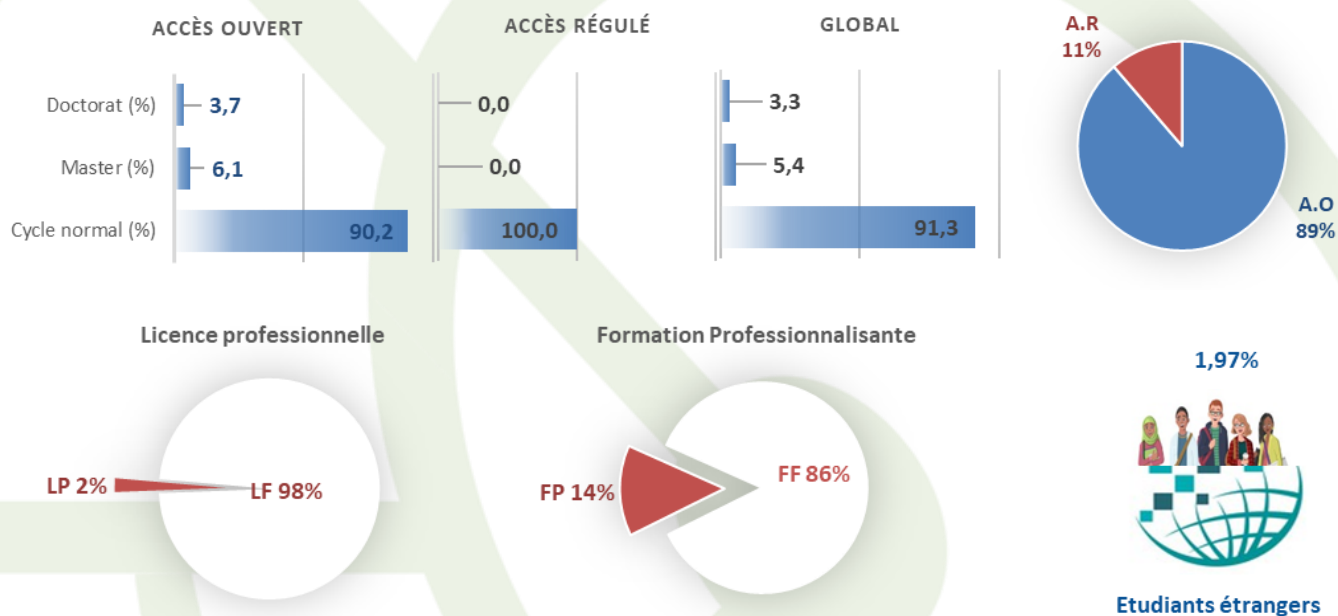 ACCÈS OUVERT
Doctorat (%)
3,7
Master (%)
6,1
Cycle normal (%)
90,2
ACCÈS RÉGULÉ
0,0
0,0
100,0
GLOBAL
3,3
5,4
91,3
A.R
11%
A.O
89%
Licence professionnelle
LP 2%
LF 98%
Formation Professionnalisante
FP 14%
FF 86%
1,97%
Etudiants étrangers